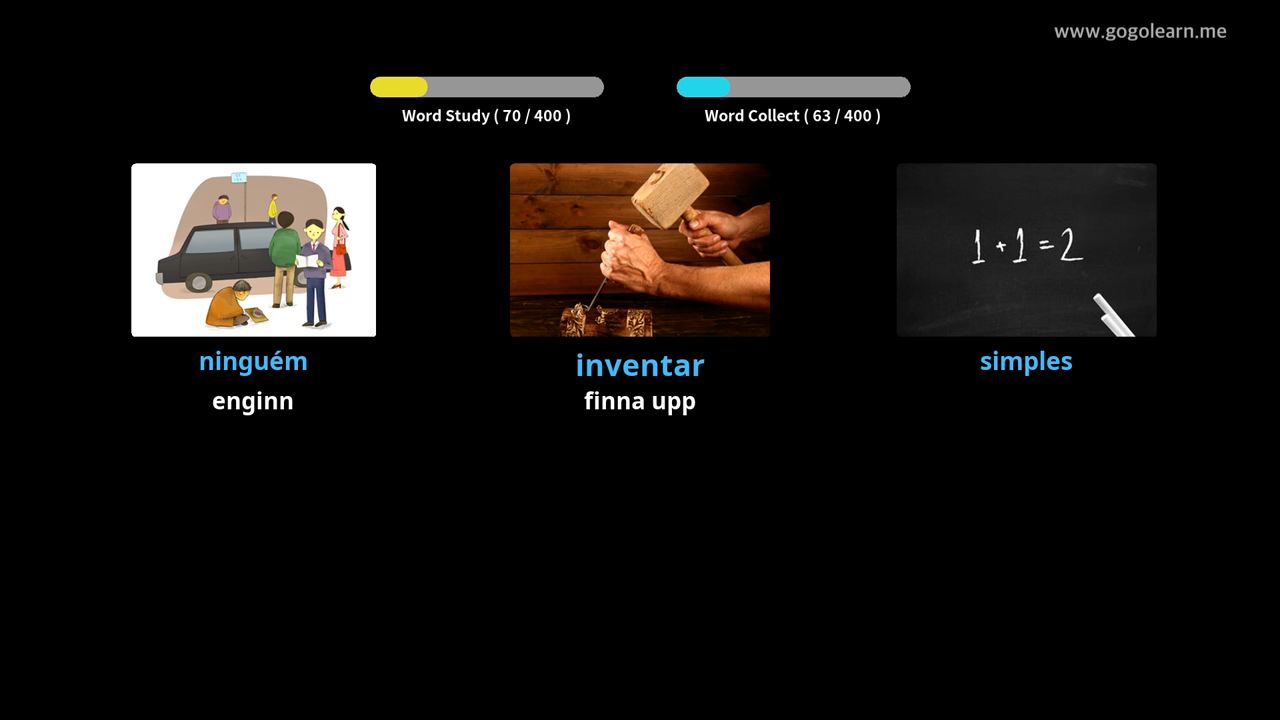 www.gogolearn.me
Word Study ( 70 / 400 )
Word Collect ( 63 / 400 )
1 + 1 = 2
ninguém
enginn
inventar
finna upp
simples